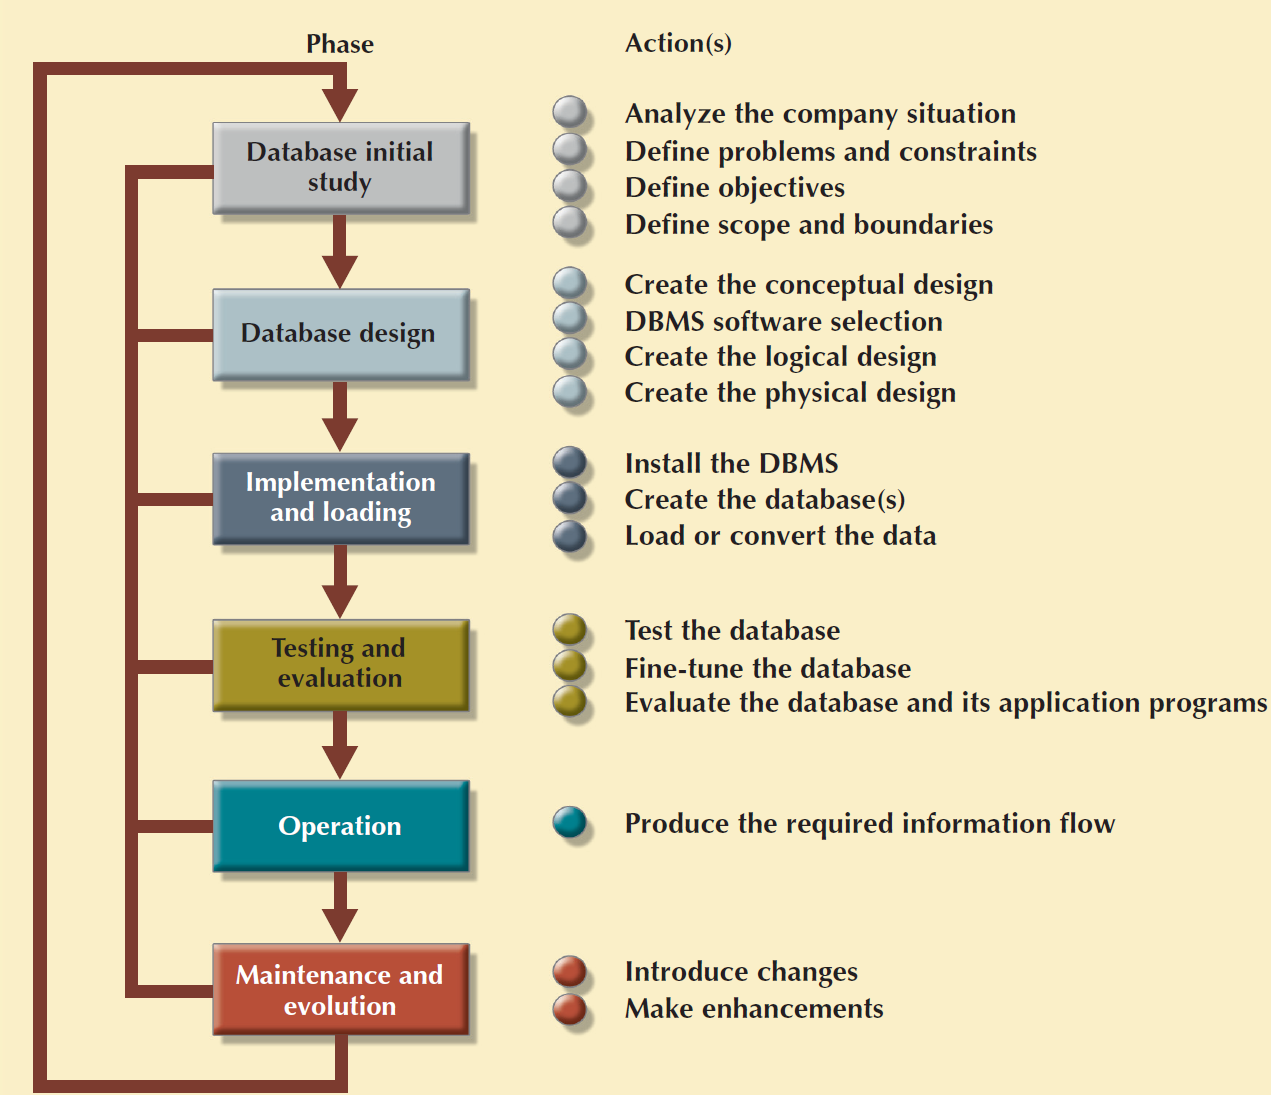 Phase
Action(s)
Database initial
study
Analyze the company situation
Define problems and constraints
Define objectives
Define scope and boundaries
Database design
Create the conceptual design
DBMS software selection
Create the logical design
Create the physical design
Implementation
and loading
Install the DBMS
Create the database(s)
Load or convert the data
Testing and
evaluation
Test the database
Fine-tune the database
Evaluate the database and its application programs
Operation
Produce the required information flow
Maintenance and
evolution
Introduce changes
Make enhancements